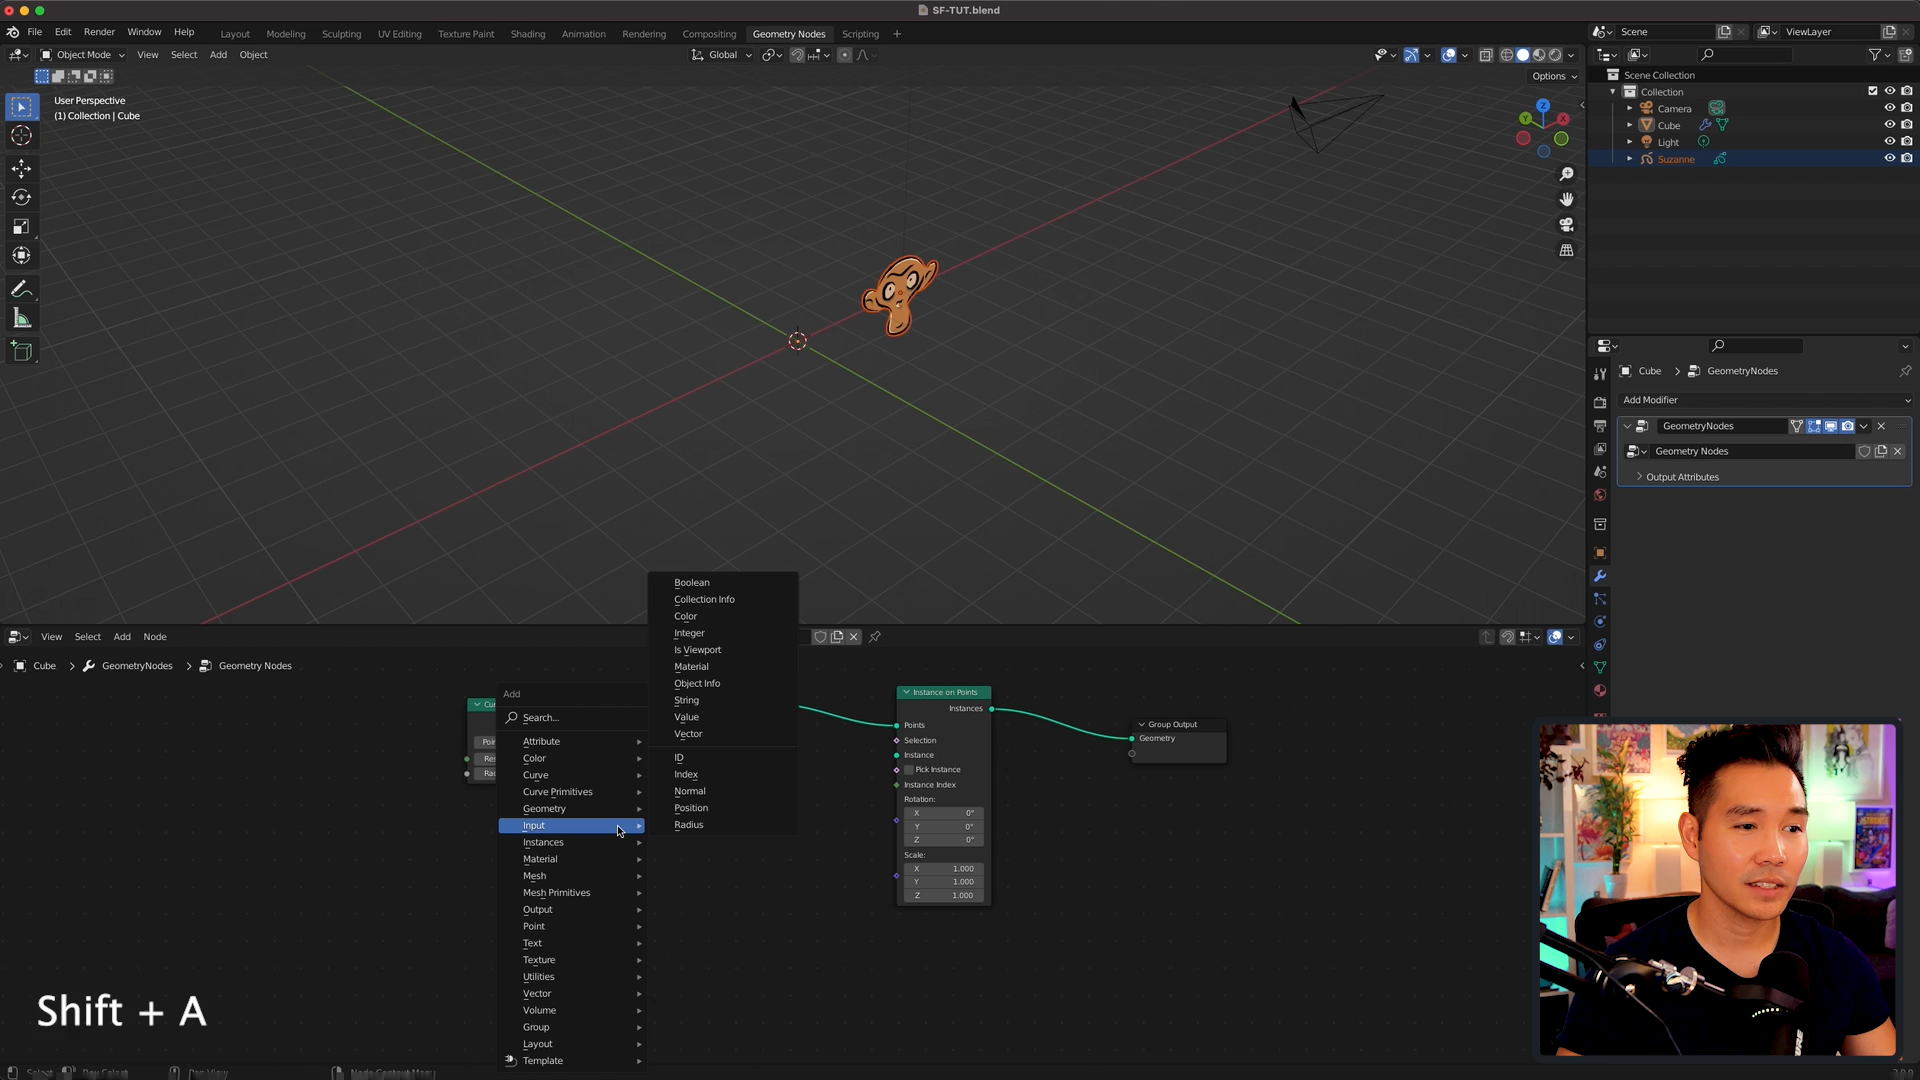 SF-TUT.blend
File Edit Render Window Help
Layout Modeling Sculpting UV Editing Texture Paint Shading Animation Rendering Compositing Geometry Nodes Scripting +
Scene
ViewLayer
Object Mode View Select Add Object
Global
Options
User Perspective
(1) Collection | Cube
Scene Collection
Collection
Camera
Cube
Light
Suzanne
Z
Y
X
Cube > GeometryNodes
Add Modifier
GeometryNodes
Geometry Nodes
Output Attributes
View Select Add Node
Cube > GeometryNodes > Geometry Nodes
Boolean
Collection Info
Color
Integer
Is Viewport
Material
Object Info
String
Value
Vector
ID
Index
Normal
Position
Radius
Add
Search...
Attribute
Color
Curve
Curve Primitives
Geometry
Input
Instances
Material
Mesh
Mesh Primitives
Output
Point
Text
Texture
Utilities
Vector
Volume
Group
Layout
Template
Instance on Points
Instances
Points
Selection
Instance
Pick Instance
Instance Index
Rotation:
X 0°
Y 0°
Z 0°
Scale:
X 1.000
Y 1.000
Z 1.000
Group Output
Geometry
Shift + A